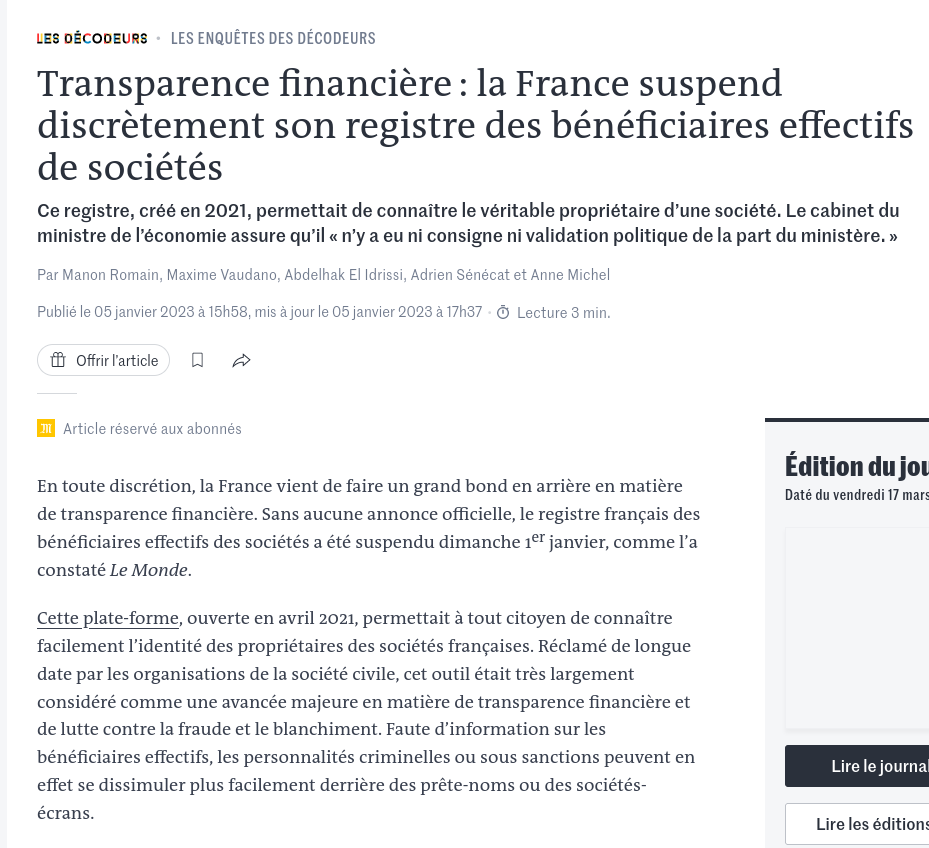 LES DÉCODEURS • LES ENQUÊTES DES DÉCODEURS
Transparence financière : la France suspend
discrètement son registre des bénéficiaires effectifs
de sociétés
Ce registre, créé en 2021, permettait de connaître le véritable propriétaire d’une société. Le cabinet du
ministre de l’économie assure qu’il « n’y a eu ni consigne ni validation politique de la part du ministère. »
Par Manon Romain, Maxime Vaudano, Abdelhak El Idrissi, Adrien Sénécat et Anne Michel
Publié le 05 janvier 2023 à 15h58, mis à jour le 05 janvier 2023 à 17h37 • Lecture 3 min.
Offrir l’article
M Article réservé aux abonnés
En toute discrétion, la France vient de faire un grand bond en arrière en matière
de transparence financière. Sans aucune annonce officielle, le registre français des
bénéficiaires effectifs des sociétés a été suspendu dimanche 1er janvier, comme l’a
constaté Le Monde.
Cette plate-forme, ouverte en avril 2021, permettait à tout citoyen de connaître
facilement l’identité des propriétaires des sociétés françaises. Réclamé de longue
date par les organisations de la société civile, cet outil était très largement
considéré comme une avancée majeure en matière de transparence financière et
de lutte contre la fraude et le blanchiment. Faute d’information sur les
bénéficiaires effectifs, les personnalités criminelles ou sous sanctions peuvent en
effet se dissimuler plus facilement derrière des prête-noms ou des sociétés-
écrans.
Édition du jou
Daté du vendredi 17 mars
Lire le journal
Lire les éditions